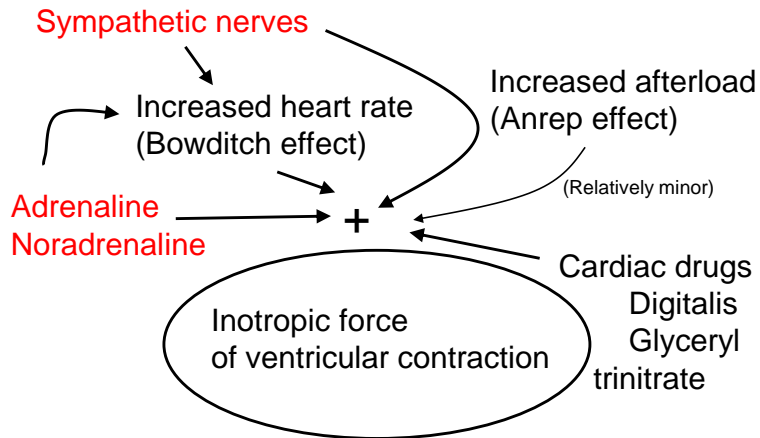 Sympathetic nerves
Increased heart rate
(Bowditch effect)
Increased afterload
(Anrep effect)
(Relatively minor)
Adrenaline
Noradrenaline
+
Cardiac drugs
Digitalis
Glyceryl
trinitrate
Inotropic force
of ventricular contraction